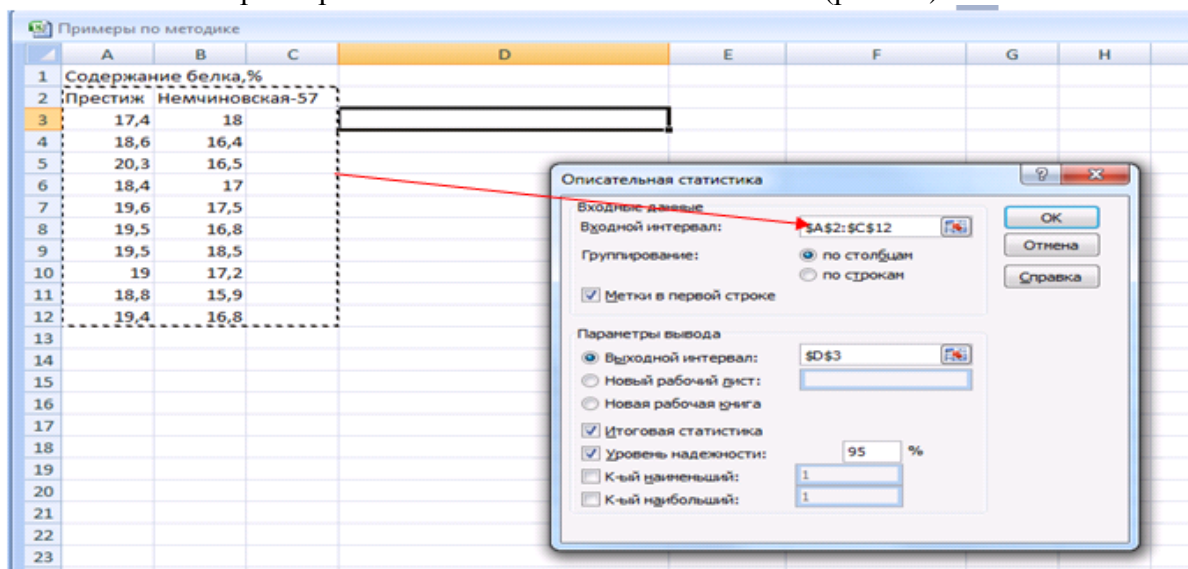 Примеры по методике
A B C D E F G H
1 Содержание белка,%
2 Престиж Немчиновская-57
3 17,4 18
4 18,6 16,4
5 20,3 16,5
6 18,4 17
7 19,6 17,5
8 19,5 16,8
9 19,5 18,5
10 19 17,2
11 18,8 15,9
12 19,4 16,8
13
14
15
16
17
18
19
20
21
22
23
Описательная статистика
Входные данные
Входной интервал: $A$2:$C$12
Группирование: по столбцам
по строкам
Метки в первой строке
OK
Отмена
Справка
Параметры вывода
Выходной интервал: $D$3
Новый рабочий лист:
Новая рабочая книга
Итоговая статистика
Уровень надежности: 95 %
К-ый наименьший: 1
К-ый наибольший: 1